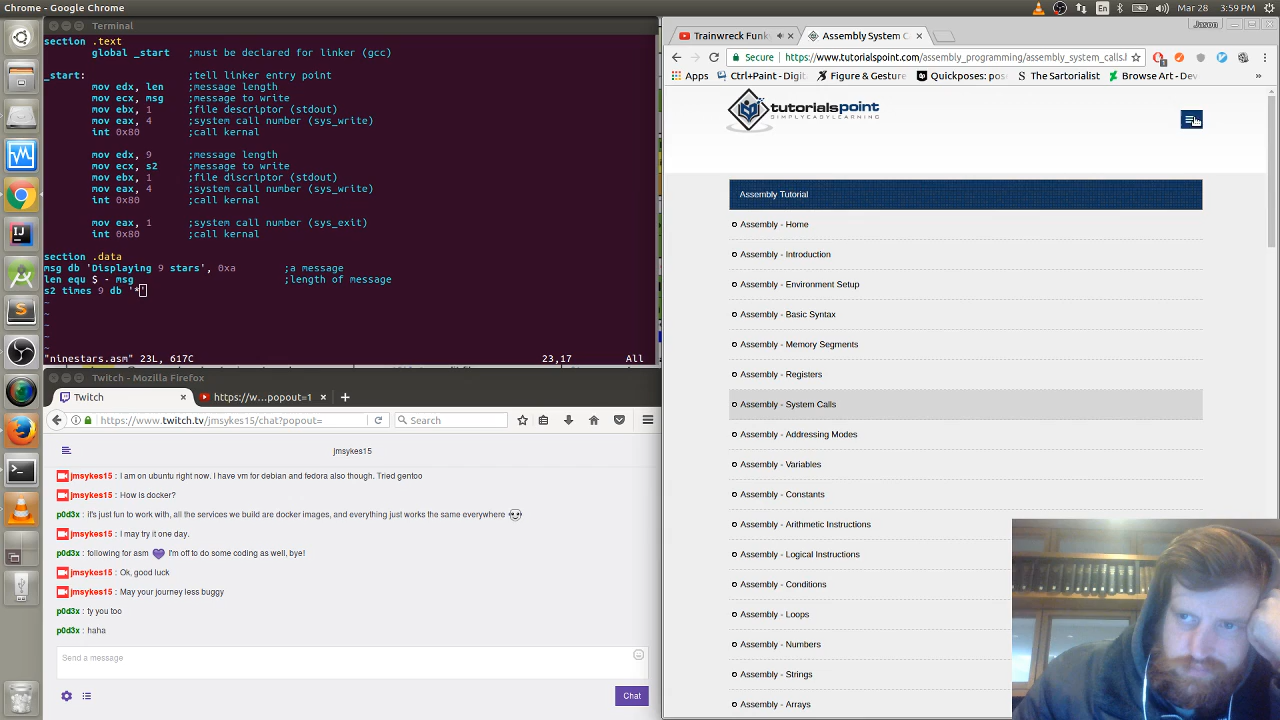 Chrome - Google Chrome
En
Mar 28
3:59 PM
Terminal
section .text
global _start ;must be declared for linker (gcc)
_start: ;tell linker entry point
mov edx, len ;message length
mov ecx, msg ;message to write
mov ebx, 1 ;file descriptor (stdout)
mov eax, 4 ;system call number (sys_write)
int 0x80 ;call kernal
mov edx, 9 ;message length
mov ecx, s2 ;message to write
mov ebx, 1 ;file discriptor (stdout)
mov eax, 4 ;system call number (sys_write)
int 0x80 ;call kernal
mov eax, 1 ;system call number (sys_exit)
int 0x80 ;call kernal
section .data
msg db 'Displaying 9 stars', 0xa ;a message
len equ $ - msg ;length of message
s2 times 9 db '*'
~
~
~
~
"ninestars.asm" 23L, 617C 23,17 All
Twitch - Mozilla Firefox
Twitch
https://w...popout=1
https://www.twitch.tv/jmsykes15/chat?popout=
Search
jmsykes15
jmsykes15 : I am on ubuntu right now. I have vm for debian and fedora also though. Tried gentoo
jmsykes15 : How is docker?
p0d3x : it's just fun to work with, all the services we build are docker images, and everything just works the same everywhere
jmsykes15 : I may try it one day.
p0d3x : following for asm I'm off to do some coding as well, bye!
jmsykes15 : Ok, good luck
jmsykes15 : May your journey less buggy
p0d3x : ty you too
p0d3x : haha
Send a message
Chat
Jason
Trainwreck Funk
Assembly System C
Secure
https://www.tutorialspoint.com/assembly_programming/assembly_system_calls.
1
Apps
Ctrl+Paint - Digit
Figure & Gesture
Quickposes: pos
The Sartorialist
Browse Art - Dev
»
tutorialspoint
SIMPLYEASYLEARNING
Assembly Tutorial
Assembly - Home
Assembly - Introduction
Assembly - Environment Setup
Assembly - Basic Syntax
Assembly - Memory Segments
Assembly - Registers
Assembly - System Calls
Assembly - Addressing Modes
Assembly - Variables
Assembly - Constants
Assembly - Arithmetic Instructions
Assembly - Logical Instructions
Assembly - Conditions
Assembly - Loops
Assembly - Numbers
Assembly - Strings
Assembly - Arrays